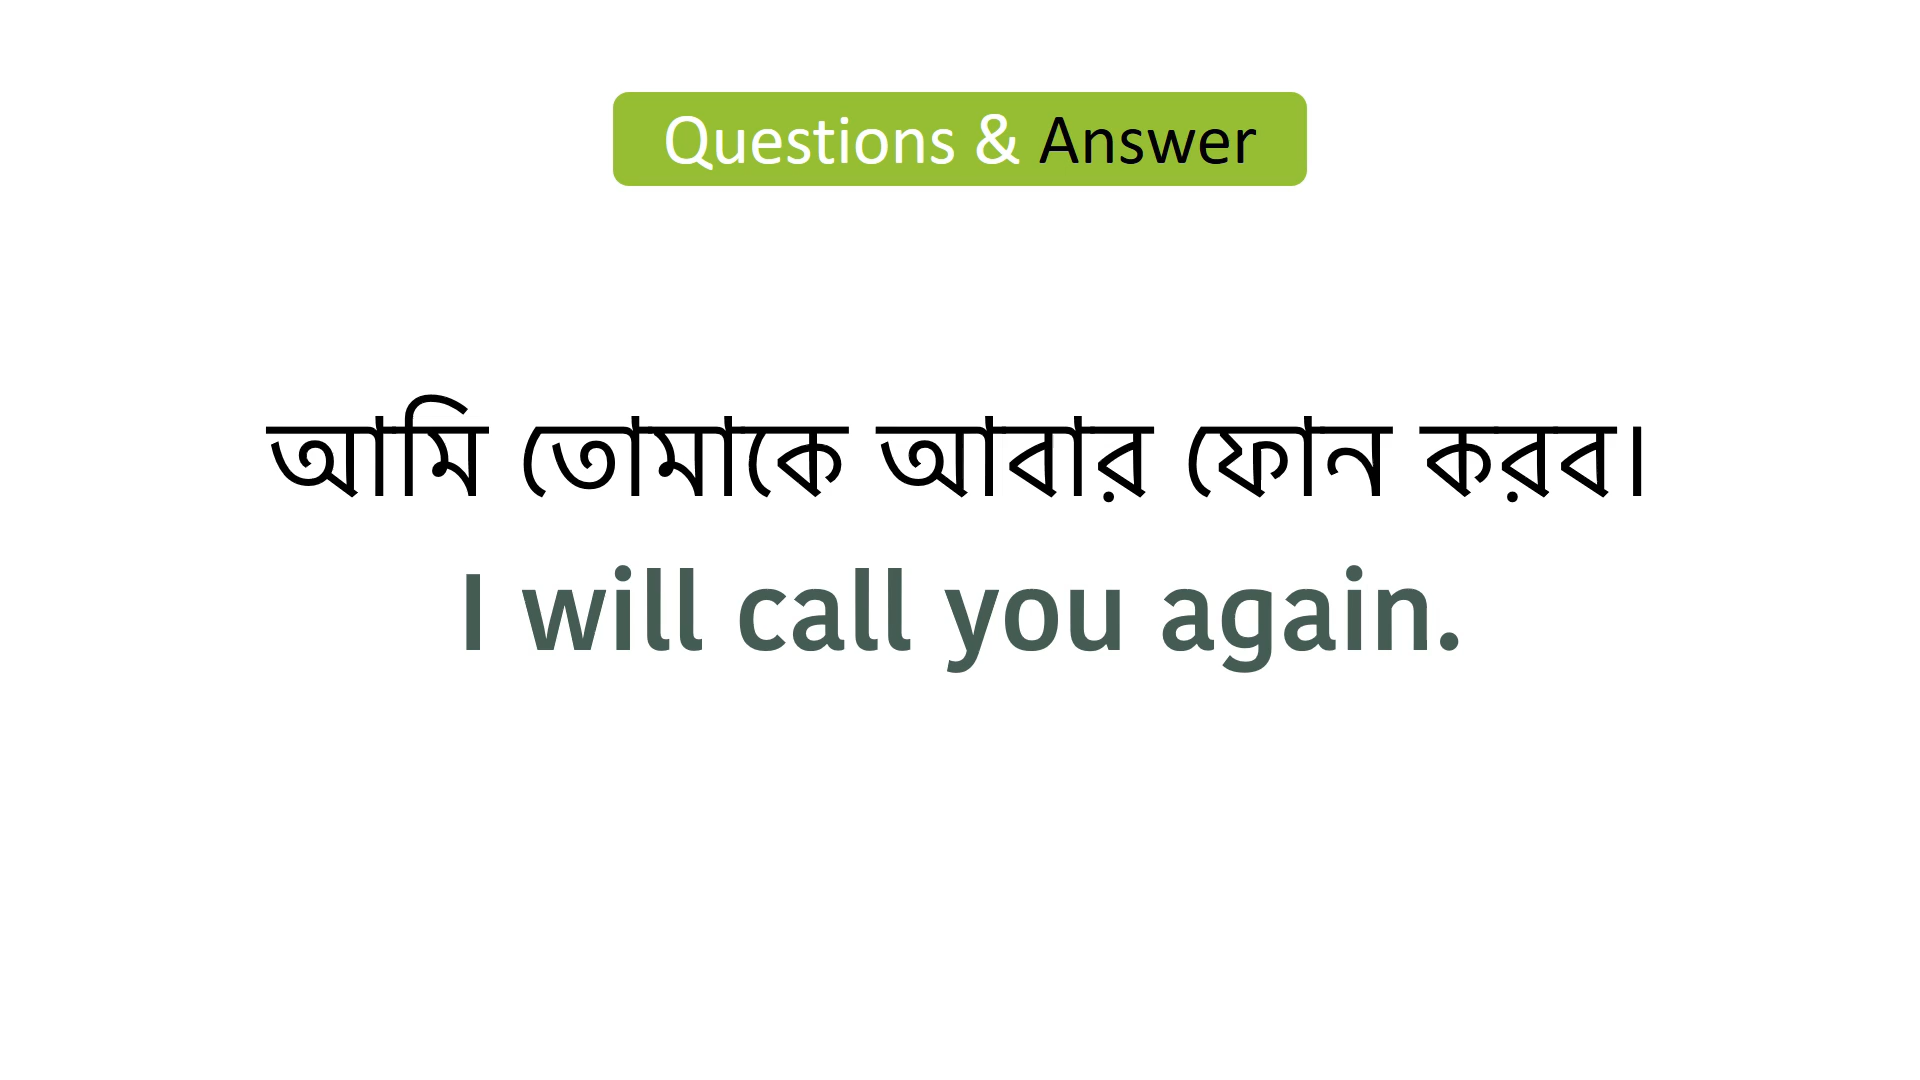 Questions & Answer
আমি তোমাকে আবার ফোন করব।
I will call you again.